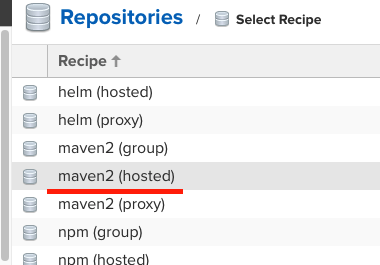 Repositories / Select Recipe
Recipe ↑
helm (hosted)
helm (proxy)
maven2 (group)
maven2 (hosted)
maven2 (proxy)
npm (group)
npm (hosted)